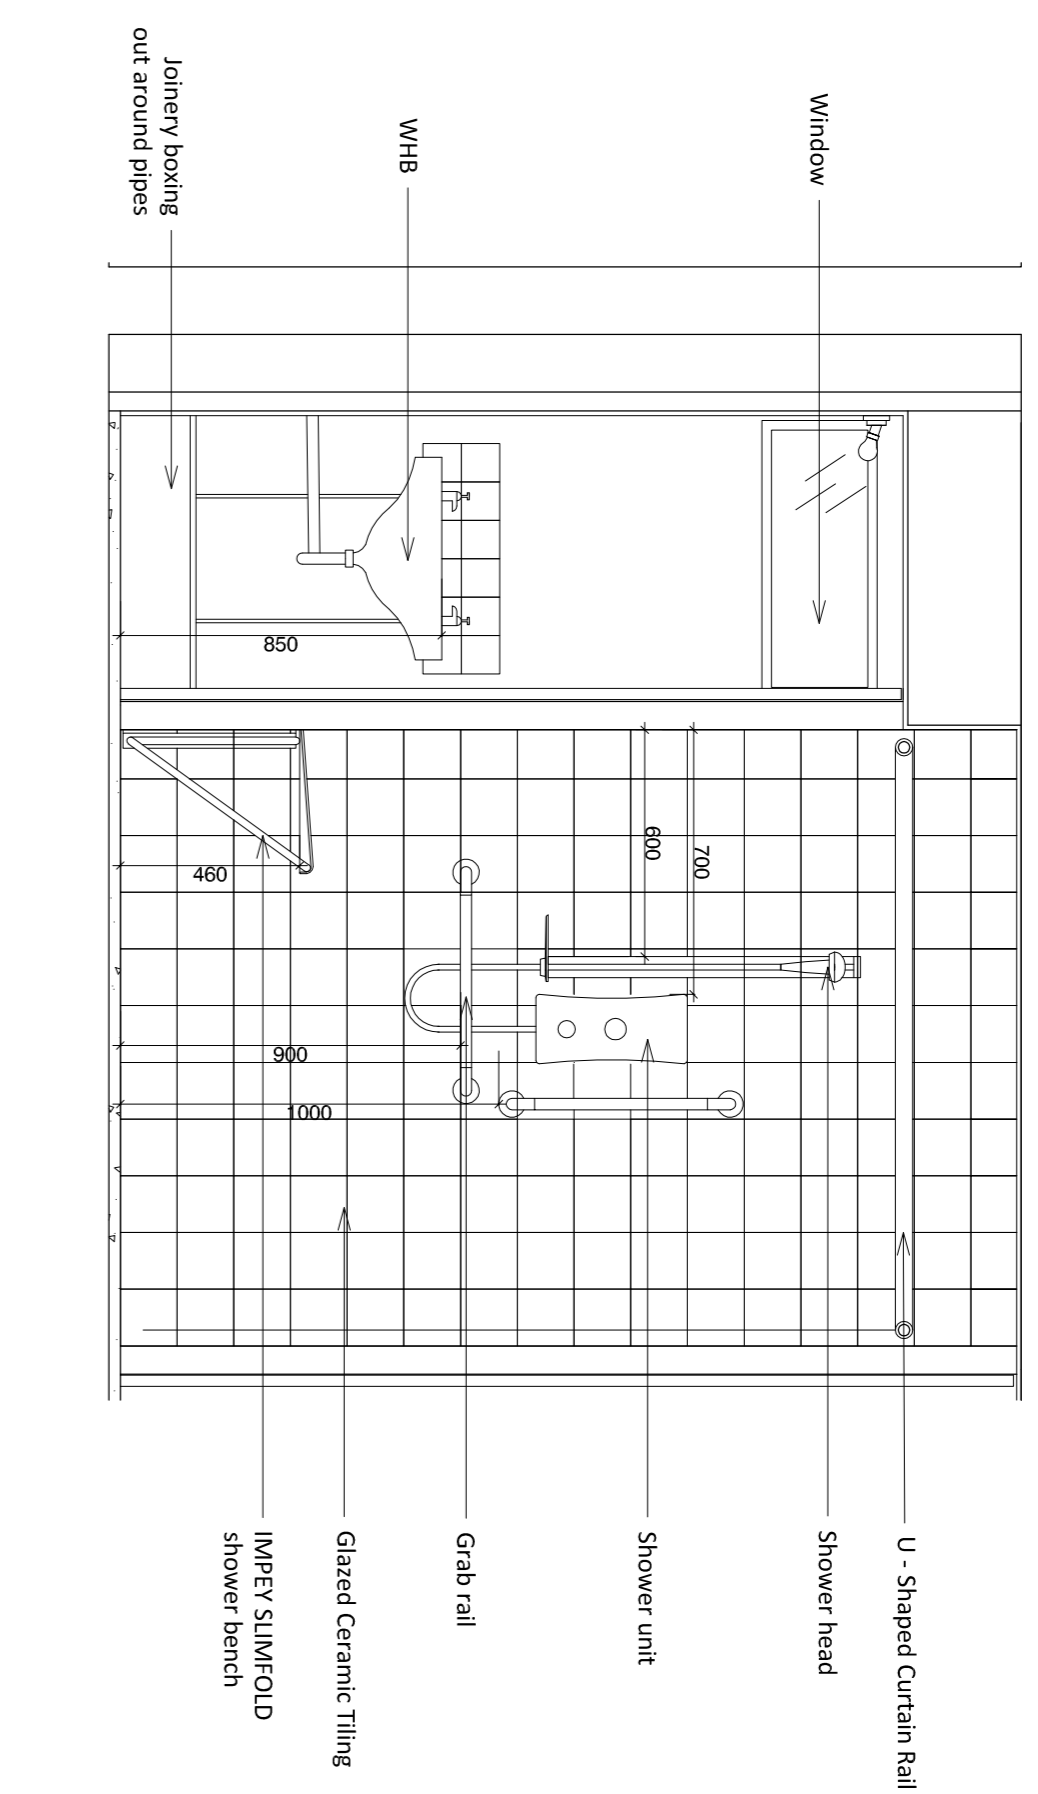 Joinery boxing
out around pipes
WHB
Window
850
460
900
1000
600
700
U - Shaped Curtain Rail
Shower head
Shower unit
Grab rail
Glazed Ceramic Tiling
IMPEY SLIMFOLD
shower bench